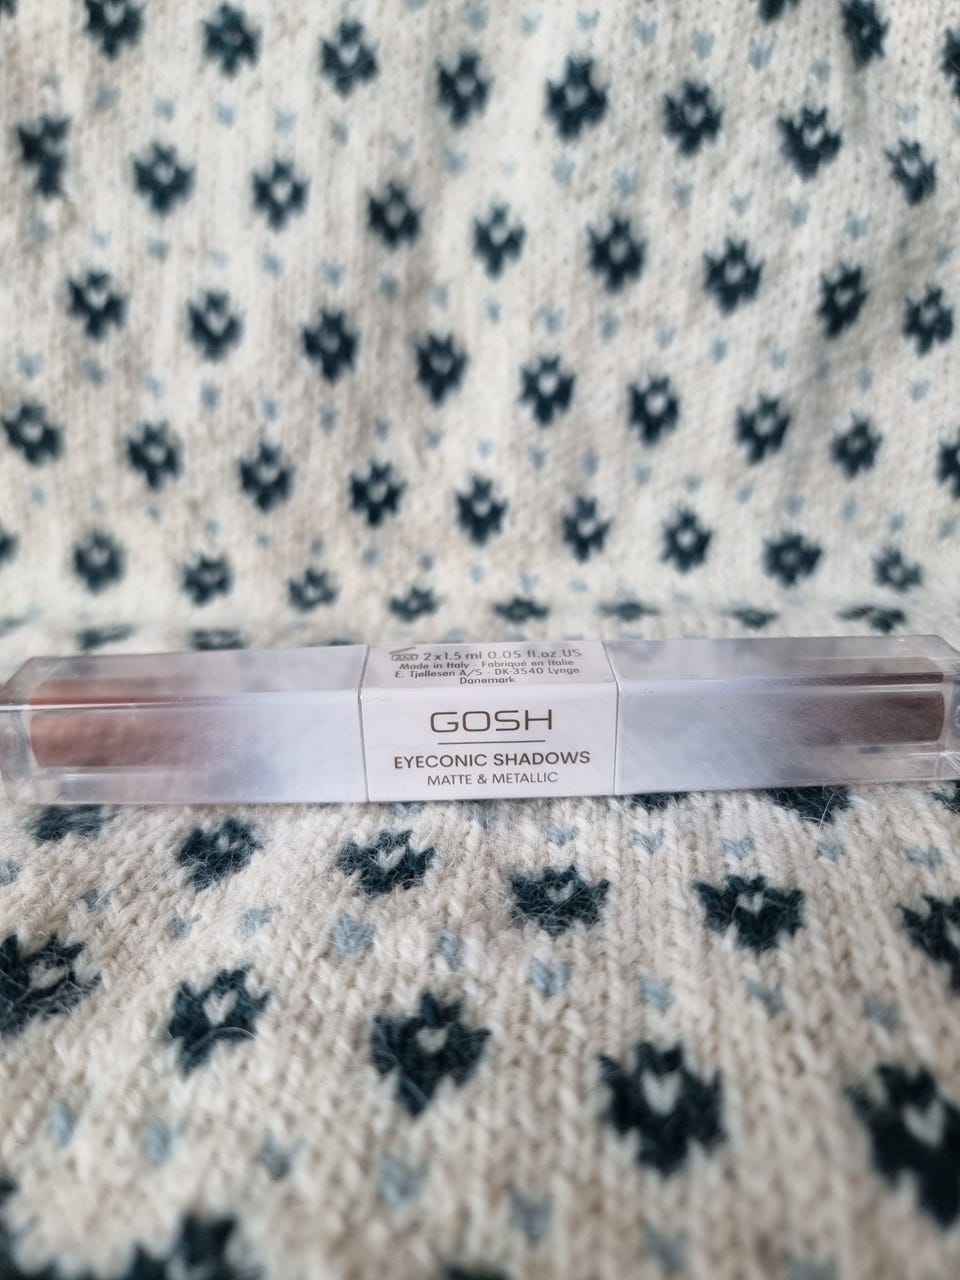 6M 2x1.5 ml 0.05 fl.oz.US
Made in Italy · Fabriqué en Italie
E. Tjellesen A/S · DK-3540 Lynge
Danemark
GOSH
EYECONIC SHADOWS
MATTE & METALLIC